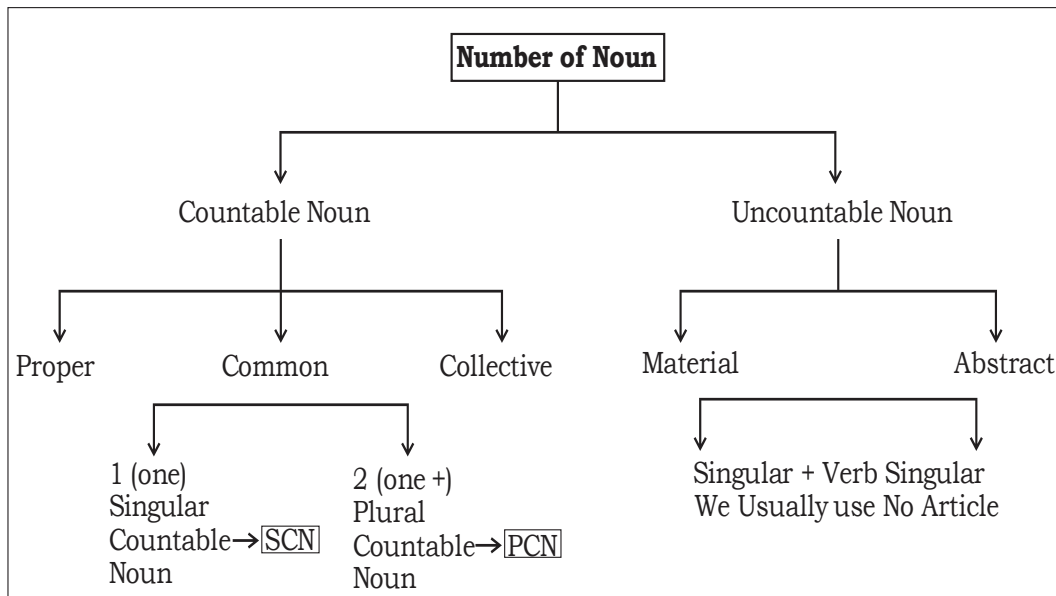 Number of Noun
Countable Noun
Uncountable Noun
Proper
Common
Collective
Material
Abstract
1 (one)
Singular
Countable → SCN
Noun
2 (one +)
Plural
Countable → PCN
Noun
Singular + Verb Singular
We Usually use No Article